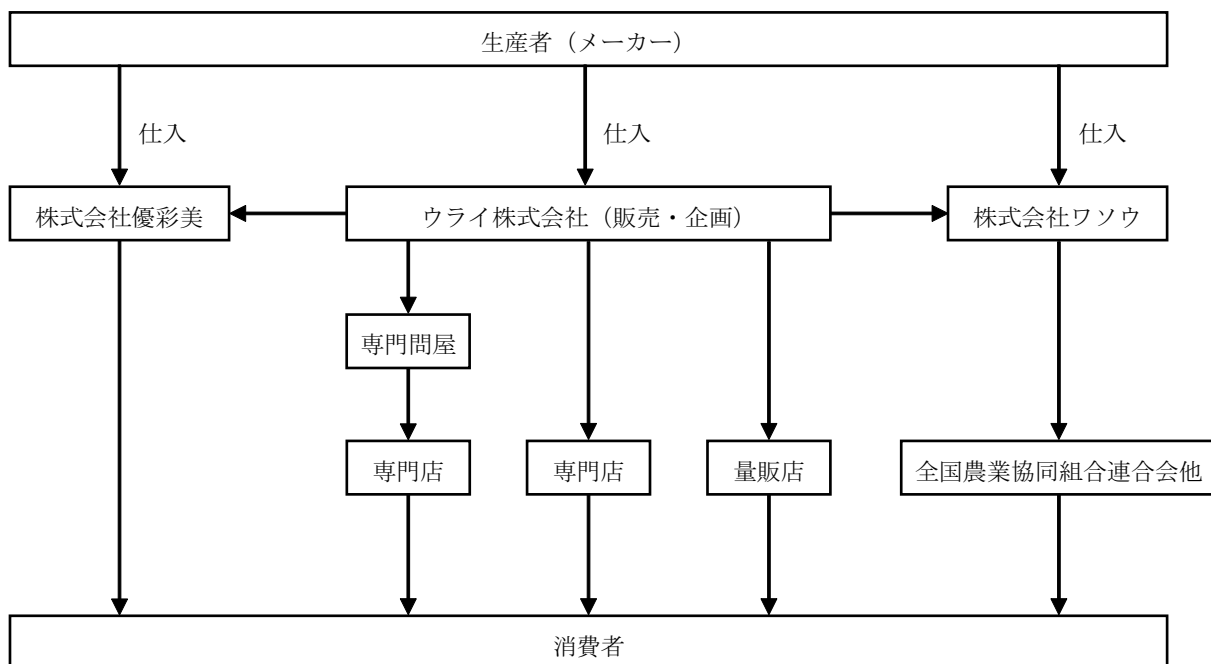 生産者（メーカー）
仕入
仕入
仕入
株式会社優彩美
ウライ株式会社（販売・企画）
株式会社ワソウ
専門問屋
専門店
専門店
量販店
全国農業協同組合連合会他
消費者